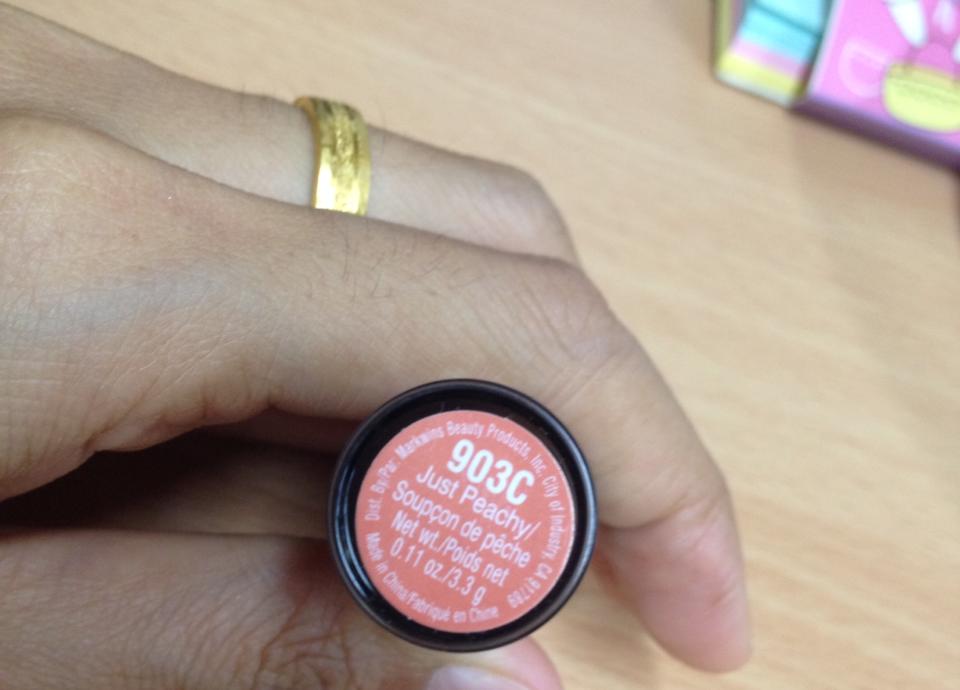 Dist. By/Par: Markwins Beauty Products, Inc. City of Industry, CA 91789
903C
Just Peachy/
Soupçon de pêche
Net wt./Poids net
0.11 oz./3.3 g
Made in China/Fabriqué en Chine